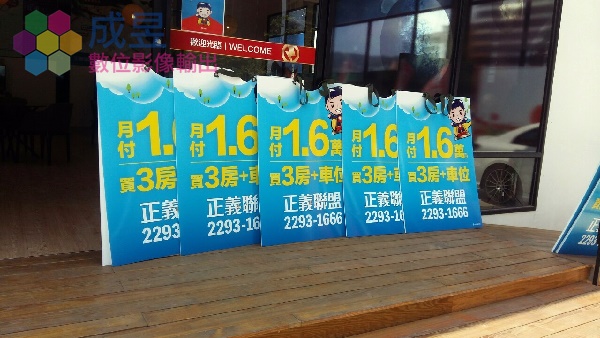 成昱
數位影像輸出
歡迎光臨 | WELCOME
月付1.6
買3房
正義聯盟
2293-1666
月付1.6
買3房+車位
正義聯盟
2293-166
月付1.6萬
買3房+車位
正義聯盟
2293-1666
月付1.6
買3房+車
正義聯盟
2293-1666
月付1.6萬
買3房+車位
正義聯盟
2293-1666